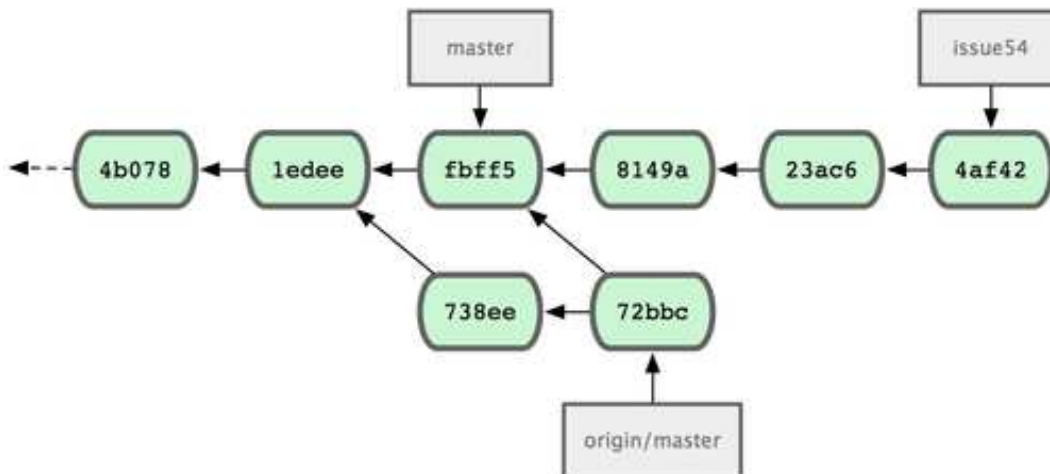 master
issue54
4b078
1edee
fbff5
8149a
23ac6
4af42
738ee
72bbc
origin/master